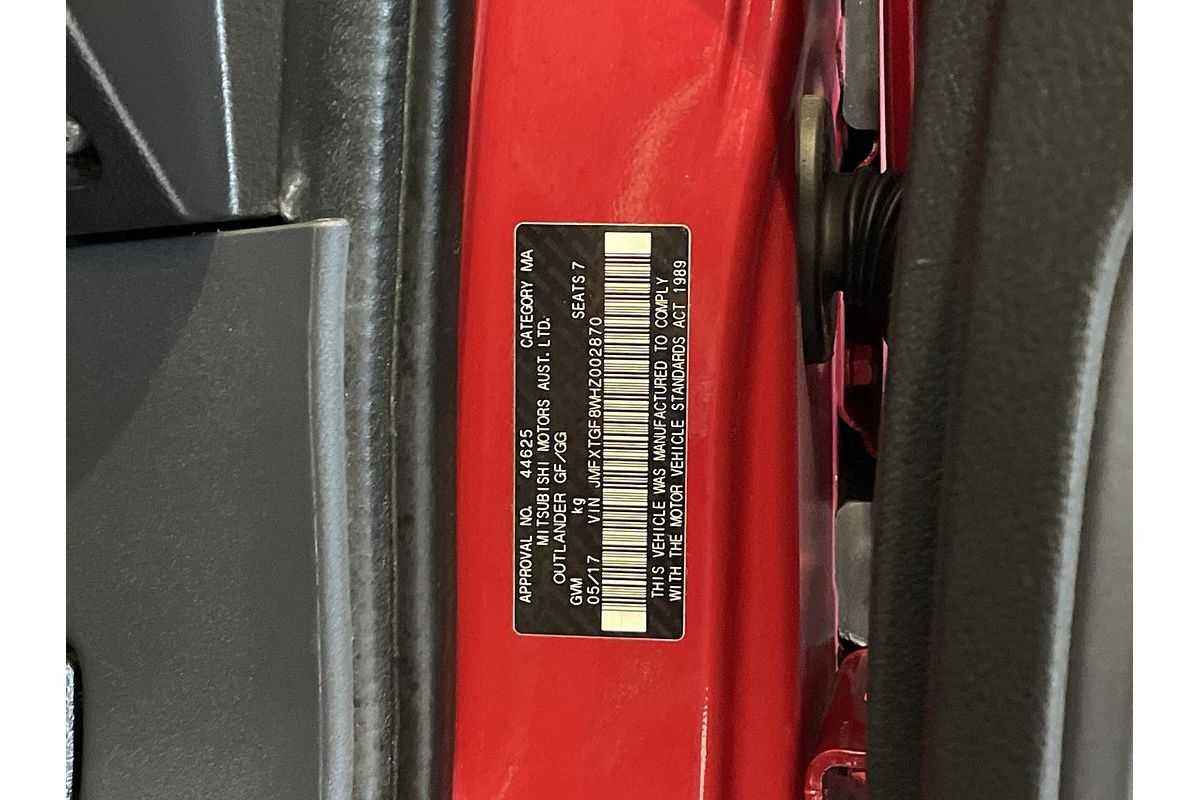 APPROVAL NO. 44625 CATEGORY MA
MITSUBISHI MOTORS AUST. LTD.
OUTLANDER GF/GG
GVM kg SEATS 7
05/17 VIN JMFXTGF8WHZ002870
THIS VEHICLE WAS MANUFACTURED TO COMPLY
WITH THE MOTOR VEHICLE STANDARDS ACT 1989